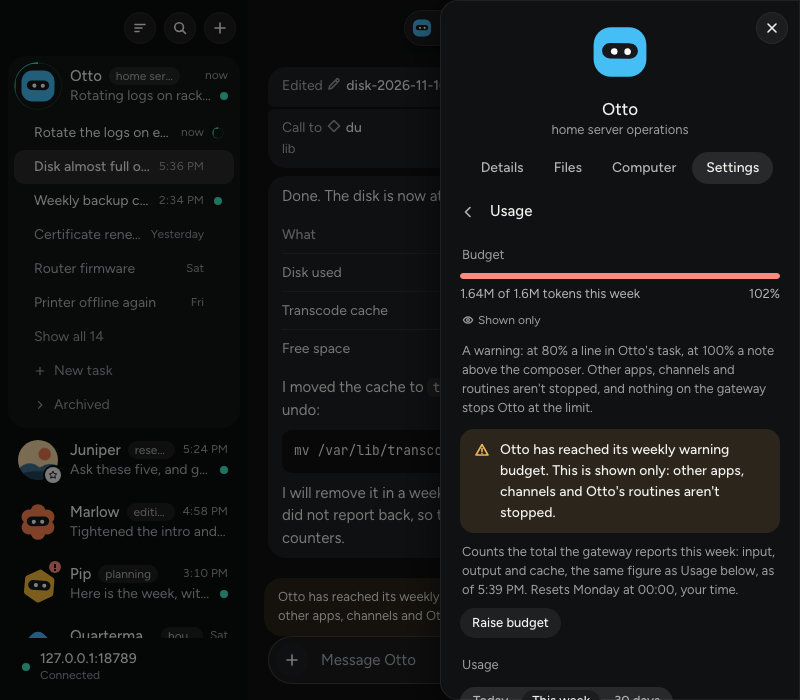 Otto home ser... now
Rotating logs on rack...
Rotate the logs on e... now
Disk almost full o... 5:36 PM
Weekly backup c... 2:34 PM
Certificate rene... Yesterday
Router firmware Sat
Printer offline again Fri
Show all 14
New task
Archived
Juniper rese... 5:24 PM
Ask these five, and g...
Marlow editi... 4:58 PM
Tightened the intro and...
Pip planning 3:10 PM
Here is the week, wit...
Quarterma hou... Sat
127.0.0.1:18789
Connected
Edited disk-2026-11-1
Call to du
lib
Done. The disk is now at
What
Disk used
Transcode cache
Free space
I moved the cache to
undo:
mv /var/lib/transco
I will remove it in a week
did not report back, so t
counters.
Otto has reached its weekly
other apps, channels and Ot
Message Otto
Otto
home server operations
Details Files Computer Settings
Usage
Budget
1.64M of 1.6M tokens this week 102%
Shown only
A warning: at 80% a line in Otto's task, at 100% a note
above the composer. Other apps, channels and
routines aren't stopped, and nothing on the gateway
stops Otto at the limit.
Otto has reached its weekly warning
budget. This is shown only: other apps,
channels and Otto's routines aren't
stopped.
Counts the total the gateway reports this week: input,
output and cache, the same figure as Usage below, as
of 5:39 PM. Resets Monday at 00:00, your time.
Raise budget
Usage
Today This week 30 days